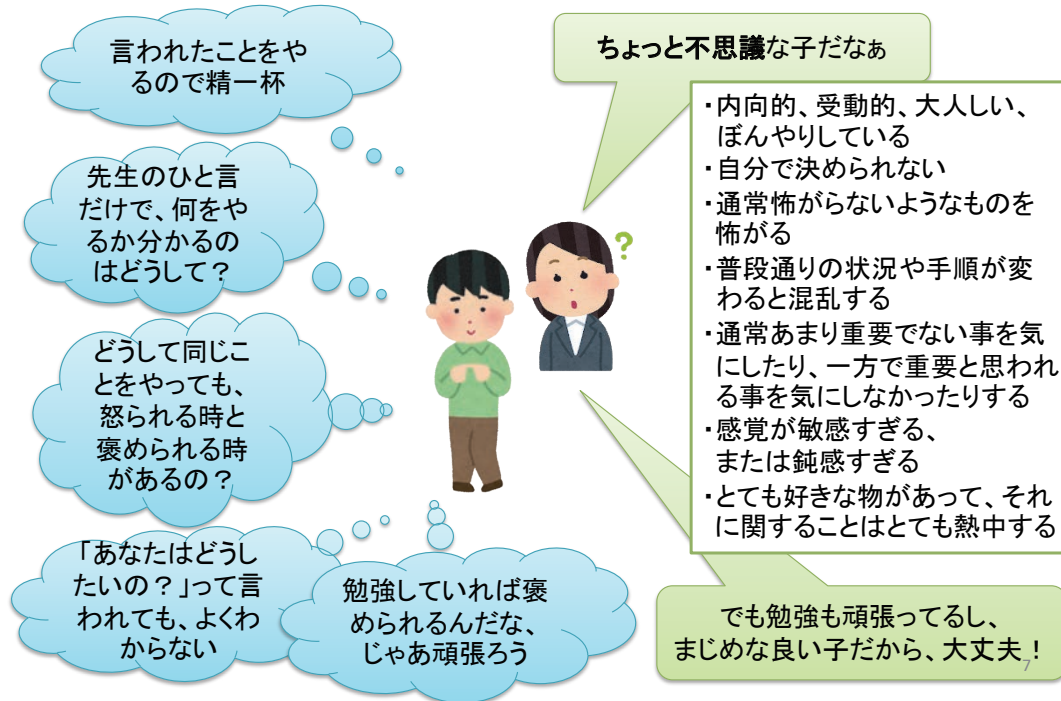 言われたことをや
るので精一杯
先生のひと言
だけで、何をや
るか分かるの
はどうして？
どうして同じこ
とをやっても、
怒られる時と
褒められる時
があるの？
「あなたはどうし
たいの？」って言
われても、よくわ
からない
勉強していれば褒
められるんだな、
じゃあ頑張ろう
?
ちょっと不思議な子だなぁ
・内向的、受動的、大人しい、
ぼんやりしている
・自分で決められない
・通常怖がらないようなものを
怖がる
・普段通りの状況や手順が変
わると混乱する
・通常あまり重要でない事を気
にしたり、一方で重要と思われ
る事を気にしなかったりする
・感覚が敏感すぎる、
または鈍感すぎる
・とても好きな物があって、それ
に関することはとても熱中する
でも勉強も頑張ってるし、
まじめな良い子だから、大丈夫！
7